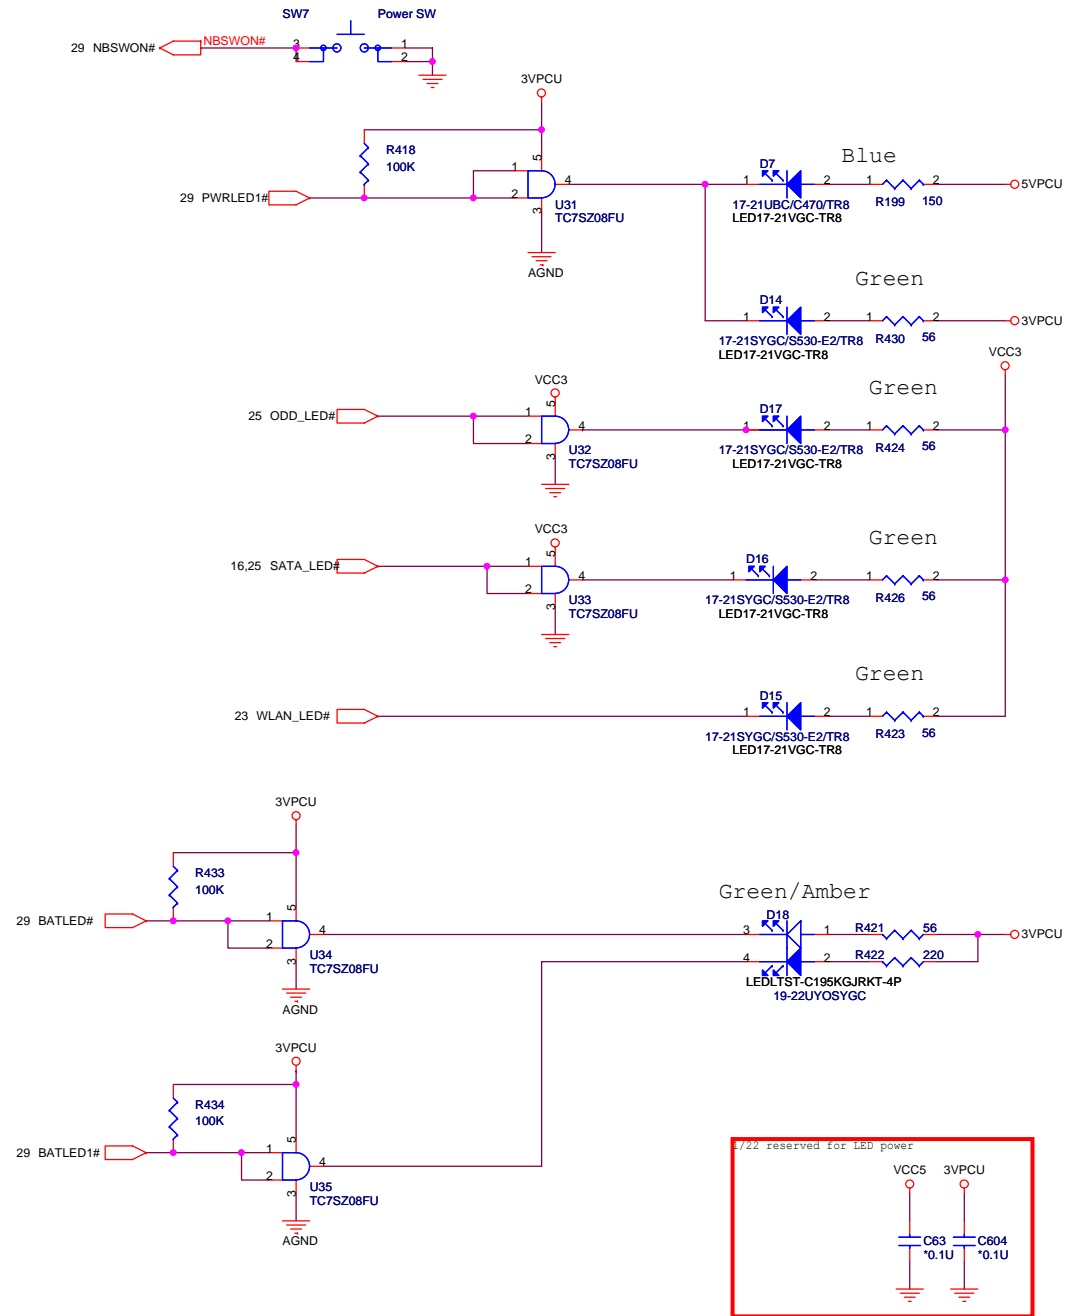 SW7 Power SW
29 NBSWON# NBSWON# 3 4 1 2
3VPCU
R418
100K
5
1
2
4
3
29 PWRLED1#
U31
TC7SZ08FU
AGND
Blue
D7
1 2 1 2 5VPCU
17-21UBC/C470/TR8
LED17-21VGC-TR8
R199 150
Green
D14
1 2 1 2 3VPCU
17-21SYGC/S530-E2/TR8
LED17-21VGC-TR8
R430 56
VCC3
VCC3
Green
25 ODD_LED#
5
1
2
4
3
U32
TC7SZ08FU
D17
1 2 1 2
17-21SYGC/S530-E2/TR8
LED17-21VGC-TR8
R424 56
VCC3
Green
16,25 SATA_LED#
5
1
2
4
3
U33
TC7SZ08FU
D16
1 2 1 2
17-21SYGC/S530-E2/TR8
LED17-21VGC-TR8
R426 56
Green
23 WLAN_LED#
D15
1 2 1 2
17-21SYGC/S530-E2/TR8
LED17-21VGC-TR8
R423 56
3VPCU
R433
100K
29 BATLED#
5
1
2
4
3
U34
TC7SZ08FU
AGND
Green/Amber
D18
3 1 R421 56 3VPCU
4 2 R422 220
LEDLTST-C195KGJRKT-4P
19-22UYOSYGC
3VPCU
R434
100K
29 BATLED1#
5
1
2
4
3
U35
TC7SZ08FU
AGND
1/22 reserved for LED power
VCC5 3VPCU
C63 C604
*0.1U *0.1U